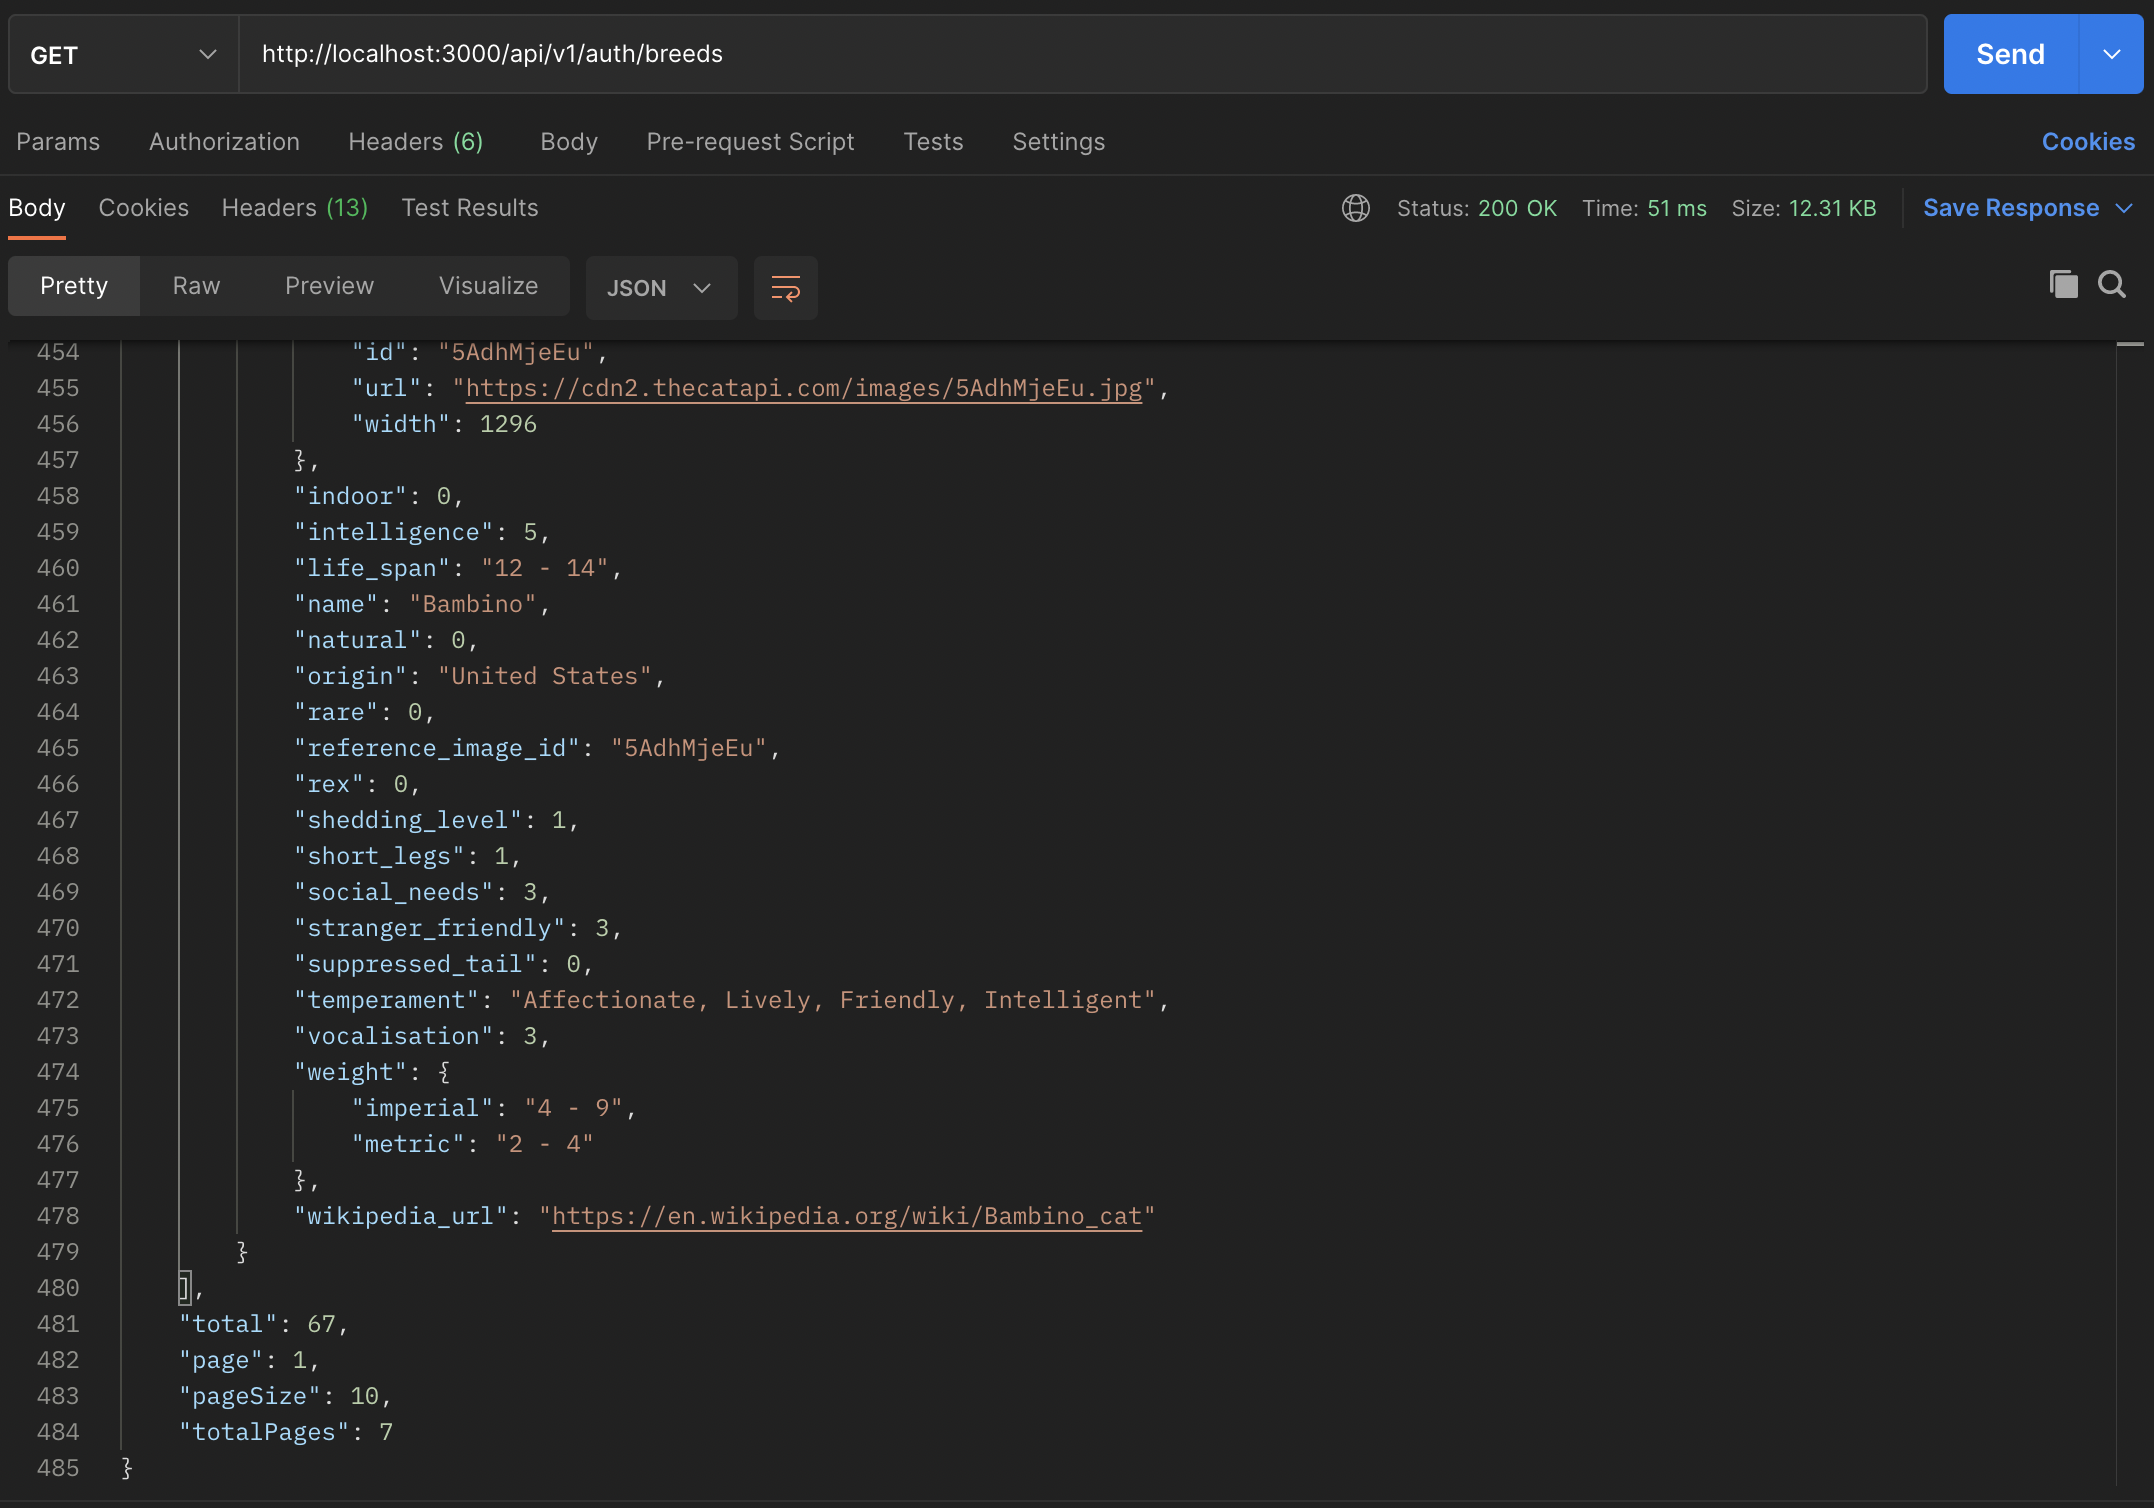 GET http://localhost:3000/api/v1/auth/breeds Send
Params Authorization Headers (6) Body Pre-request Script Tests Settings Cookies
Body Cookies Headers (13) Test Results Status: 200 OK Time: 51 ms Size: 12.31 KB Save Response
Pretty Raw Preview Visualize JSON
454 "id": "5AdhMjeEu",
455 "url": "https://cdn2.thecatapi.com/images/5AdhMjeEu.jpg",
456 "width": 1296
457 },
458 "indoor": 0,
459 "intelligence": 5,
460 "life_span": "12 - 14",
461 "name": "Bambino",
462 "natural": 0,
463 "origin": "United States",
464 "rare": 0,
465 "reference_image_id": "5AdhMjeEu",
466 "rex": 0,
467 "shedding_level": 1,
468 "short_legs": 1,
469 "social_needs": 3,
470 "stranger_friendly": 3,
471 "suppressed_tail": 0,
472 "temperament": "Affectionate, Lively, Friendly, Intelligent",
473 "vocalisation": 3,
474 "weight": {
475 "imperial": "4 - 9",
476 "metric": "2 - 4"
477 },
478 "wikipedia_url": "https://en.wikipedia.org/wiki/Bambino_cat"
479 }
480 ],
481 "total": 67,
482 "page": 1,
483 "pageSize": 10,
484 "totalPages": 7
485 }